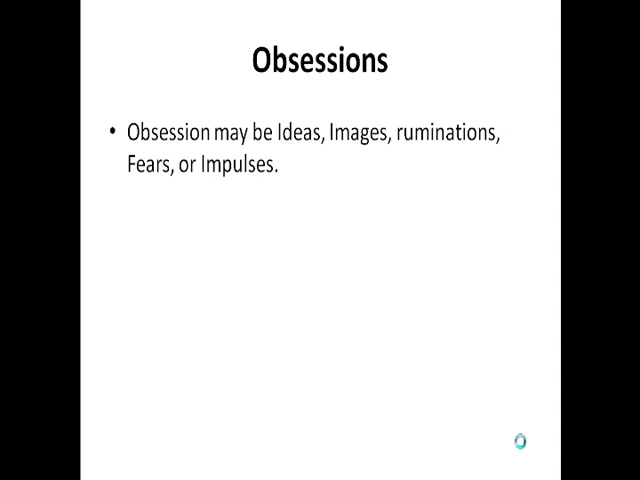 Obsessions
• Obsession may be Ideas, Images, ruminations,
Fears, or Impulses.